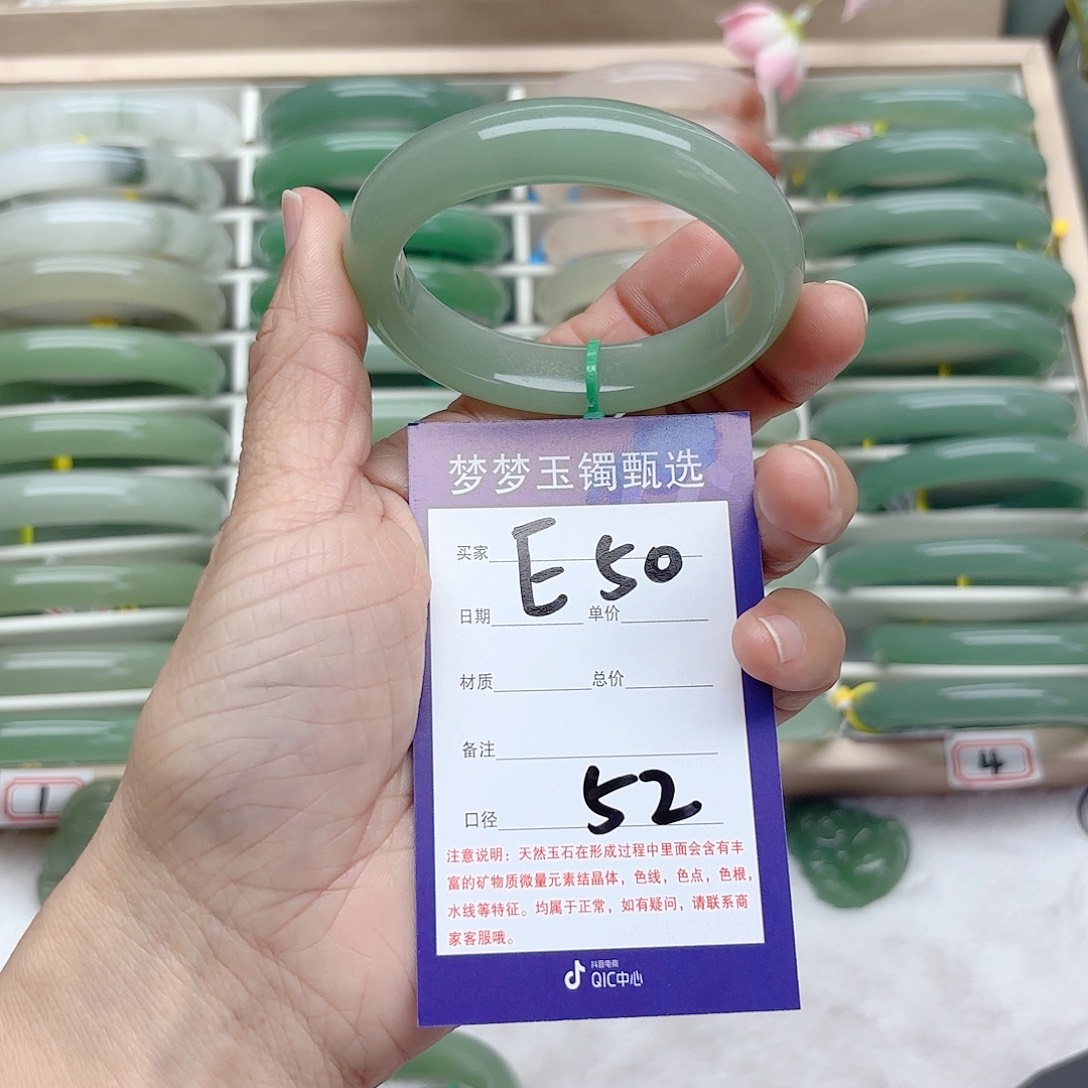 梦梦玉镯甄选
买家 E50
日期 单价
材质 总价
备注
口径 52
注意说明：天然玉石在形成过程中里面会含有丰
富的矿物质微量元素结晶体，色线，色点，色根，
水线等特征。均属于正常，如有疑问，请联系商
家客服哦。
抖音电商
QIC中心
1
4